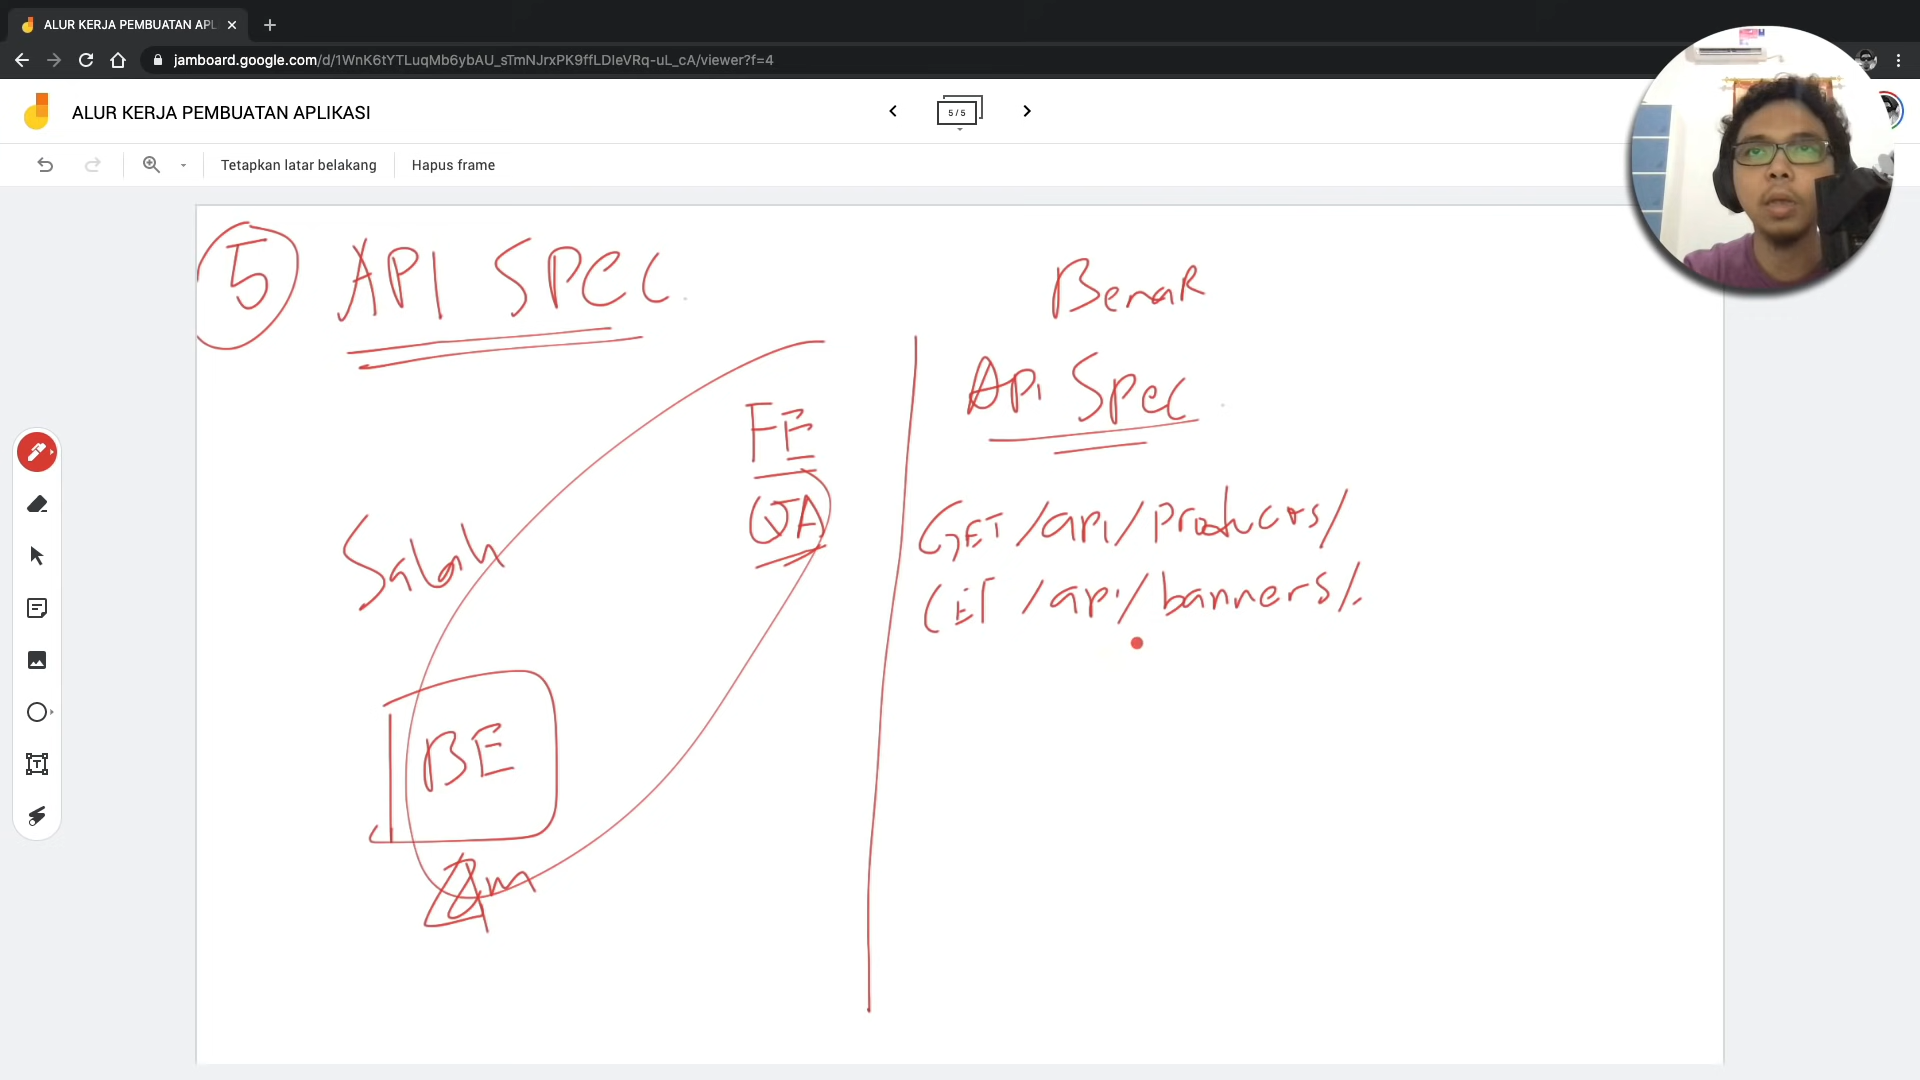 ALUR KERJA PEMBUATAN APL
jamboard.google.com/d/1WnK6tYTLuqMb6ybAU_sTmNJrxPK9ffLDIeVRq-uL_cA/viewer?f=4
ALUR KERJA PEMBUATAN APLIKASI
5 / 5
Tetapkan latar belakang
Hapus frame
5 API SPEC
Benar
Api Spec
FE
QA
GET /api/products/
GET /api/banners/
Salah
BE